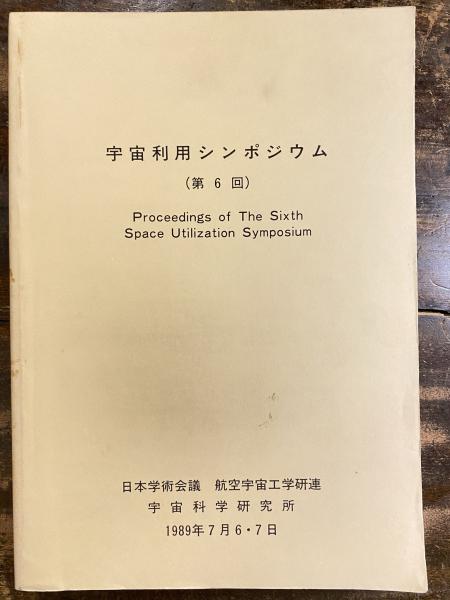 宇宙利用シンポジウム
(第 6 回)
Proceedings of The Sixth
Space Utilization Symposium
日本学術会議 航空宇宙工学研連
宇宙科学研究所
1989年7月6・7日